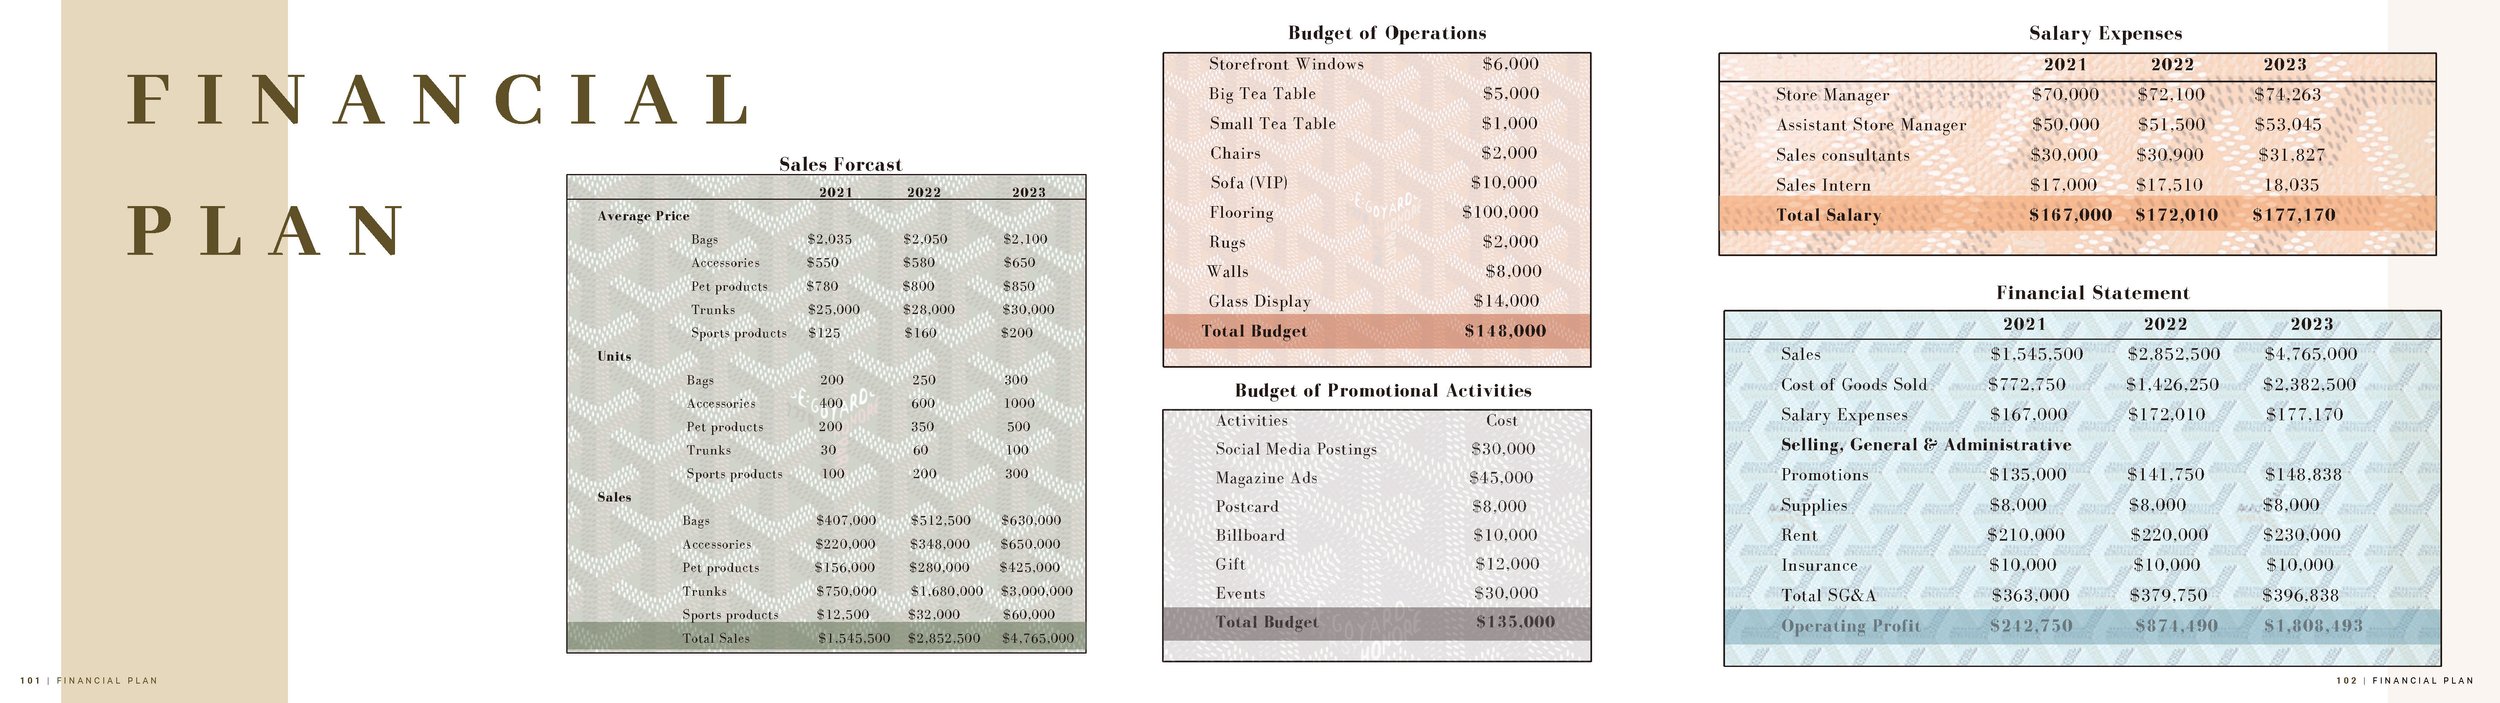 FINANCIAL
PLAN
Sales Forcast
2021 2022 2023
Average Price
Bags $2,035 $2,050 $2,100
Accessories $550 $580 $650
Pet products $780 $800 $850
Trunks $25,000 $28,000 $30,000
Sports products $125 $160 $200
Units
Bags 200 250 300
Accessories 400 600 1000
Pet products 200 350 500
Trunks 30 60 100
Sports products 100 200 300
Sales
Bags $407,000 $512,500 $630,000
Accessories $220,000 $348,000 $650,000
Pet products $156,000 $280,000 $425,000
Trunks $750,000 $1,680,000 $3,000,000
Sports products $12,500 $32,000 $60,000
Total Sales $1,545,500 $2,852,500 $4,765,000
101 | FINANCIAL PLAN
Budget of Operations
Storefront Windows $6,000
Big Tea Table $5,000
Small Tea Table $1,000
Chairs $2,000
Sofa (VIP) $10,000
Flooring $100,000
Rugs $2,000
Walls $8,000
Glass Display $14,000
Total Budget $148,000
Budget of Promotional Activities
Activities Cost
Social Media Postings $30,000
Magazine Ads $45,000
Postcard $8,000
Billboard $10,000
Gift $12,000
Events $30,000
Total Budget $135,000
Salary Expenses
2021 2022 2023
Store Manager $70,000 $72,100 $74,263
Assistant Store Manager $50,000 $51,500 $53,045
Sales consultants $30,000 $30,900 $31,827
Sales Intern $17,000 $17,510 18,035
Total Salary $167,000 $172,010 $177,170
Financial Statement
2021 2022 2023
Sales $1,545,500 $2,852,500 $4,765,000
Cost of Goods Sold $772,750 $1,426,250 $2,382,500
Salary Expenses $167,000 $172,010 $177,170
Selling, General & Administrative
Promotions $135,000 $141,750 $148,838
Supplies $8,000 $8,000 $8,000
Rent $210,000 $220,000 $230,000
Insurance $10,000 $10,000 $10,000
Total SG&A $363,000 $379,750 $396,838
Operating Profit $242,750 $874,490 $1,808,493
102 | FINANCIAL PLAN